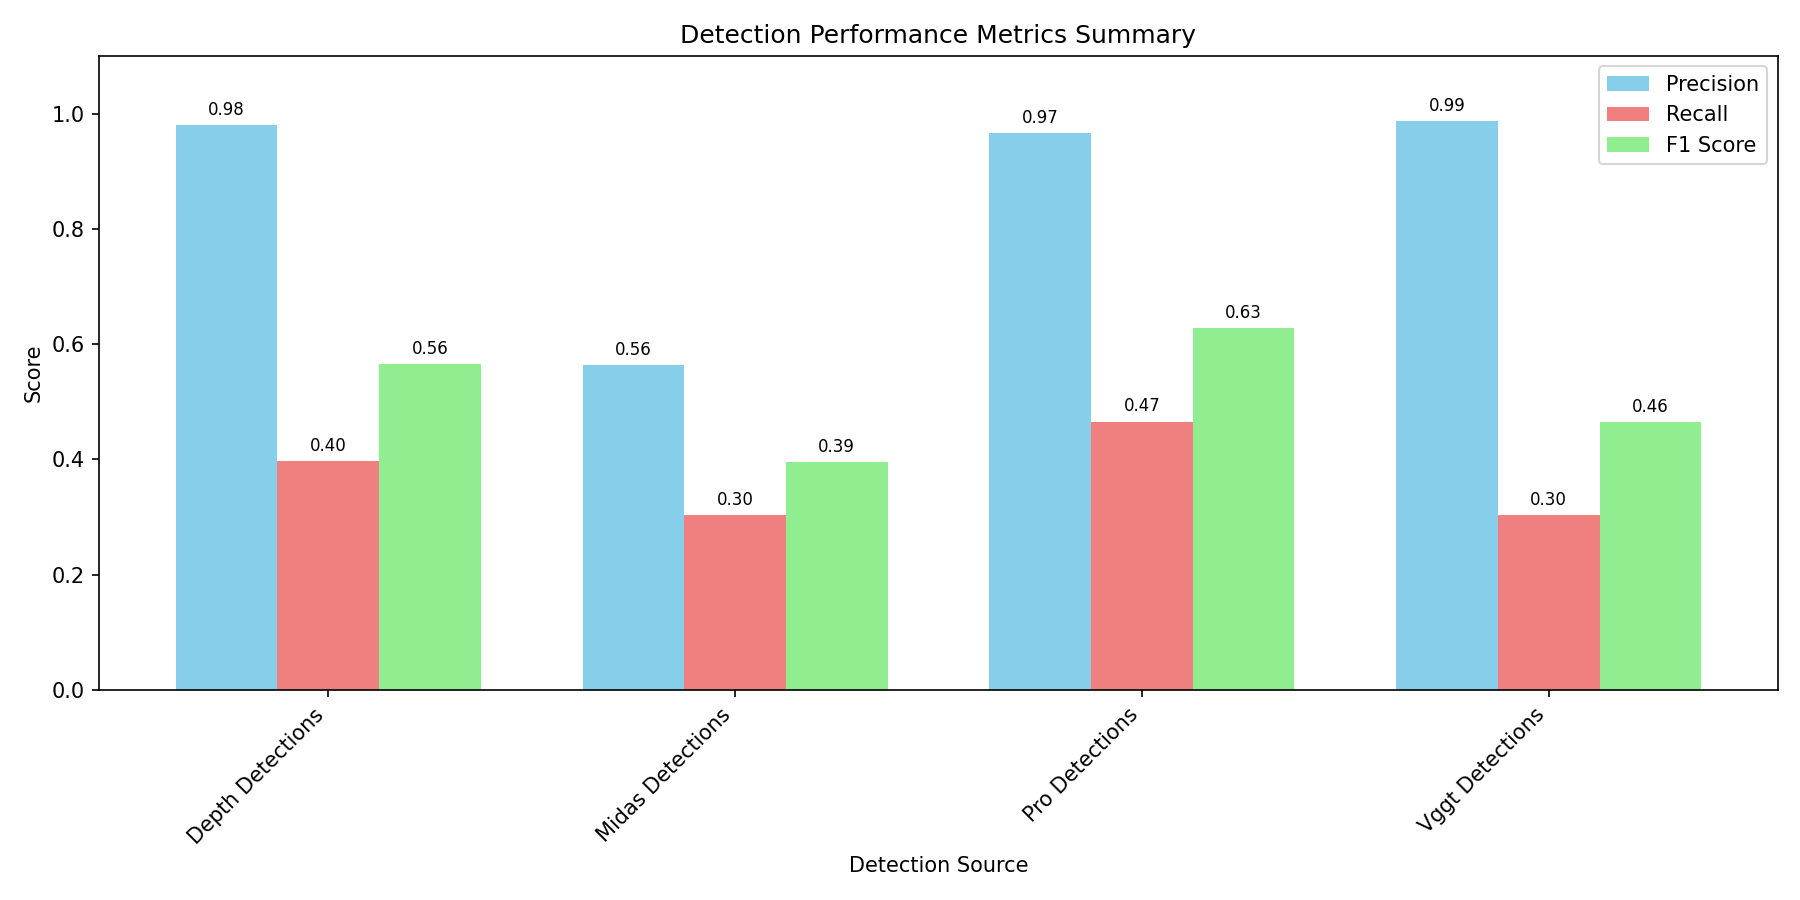 Detection Performance Metrics Summary
Precision
Recall
F1 Score
Score
1.0
0.8
0.6
0.4
0.2
0.0
0.98
0.40
0.56
0.56
0.30
0.39
0.97
0.47
0.63
0.99
0.30
0.46
Depth Detections
Midas Detections
Pro Detections
Vggt Detections
Detection Source